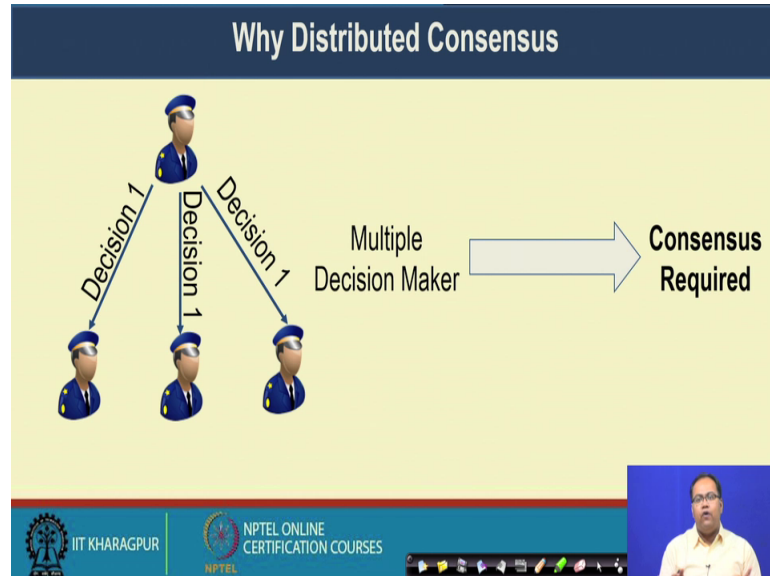 Why Distributed Consensus
Decision 1
Decision 1
Decision 1
Multiple
Decision Maker
Consensus
Required
IIT KHARAGPUR
NPTEL
NPTEL ONLINE
CERTIFICATION COURSES